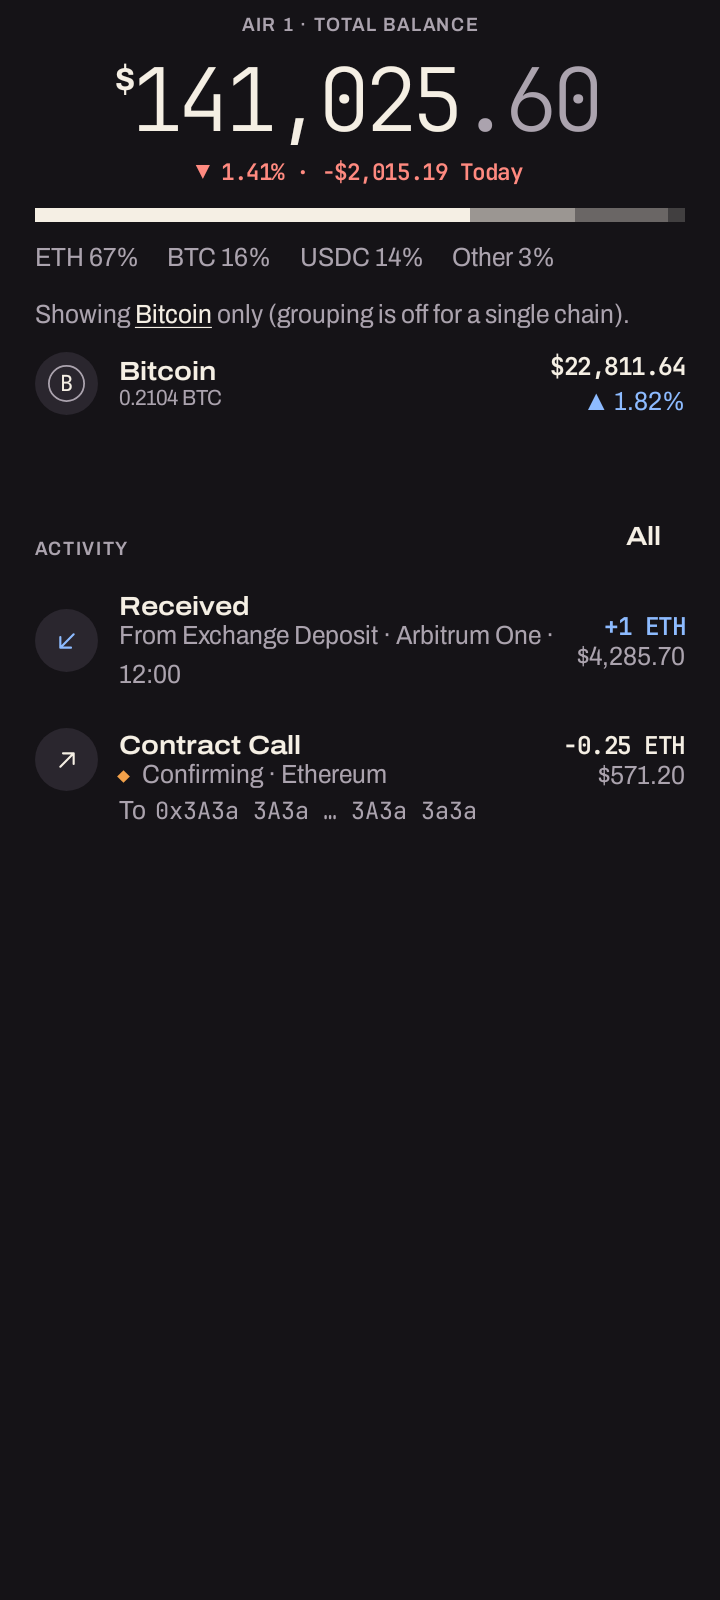 AIR 1 · TOTAL BALANCE
$141,025.60
▼ 1.41% · -$2,015.19 Today
ETH 67% BTC 16% USDC 14% Other 3%
Showing Bitcoin only (grouping is off for a single chain).
B
Bitcoin
0.2104 BTC
$22,811.64
▲ 1.82%
ACTIVITY
All
Received
From Exchange Deposit · Arbitrum One ·
12:00
+1 ETH
$4,285.70
Contract Call
◆ Confirming · Ethereum
To 0x3A3a 3A3a … 3A3a 3a3a
-0.25 ETH
$571.20